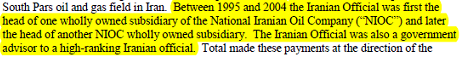 South Pars oil and gas field in Iran. Between 1995 and 2004 the Iranian Official was first the
head of one wholly owned subsidiary of the National Iranian Oil Company (“NIOC”) and later
the head of another NIOC wholly owned subsidiary. The Iranian Official was also a government
advisor to a high-ranking Iranian official. Total made these payments at the direction of the